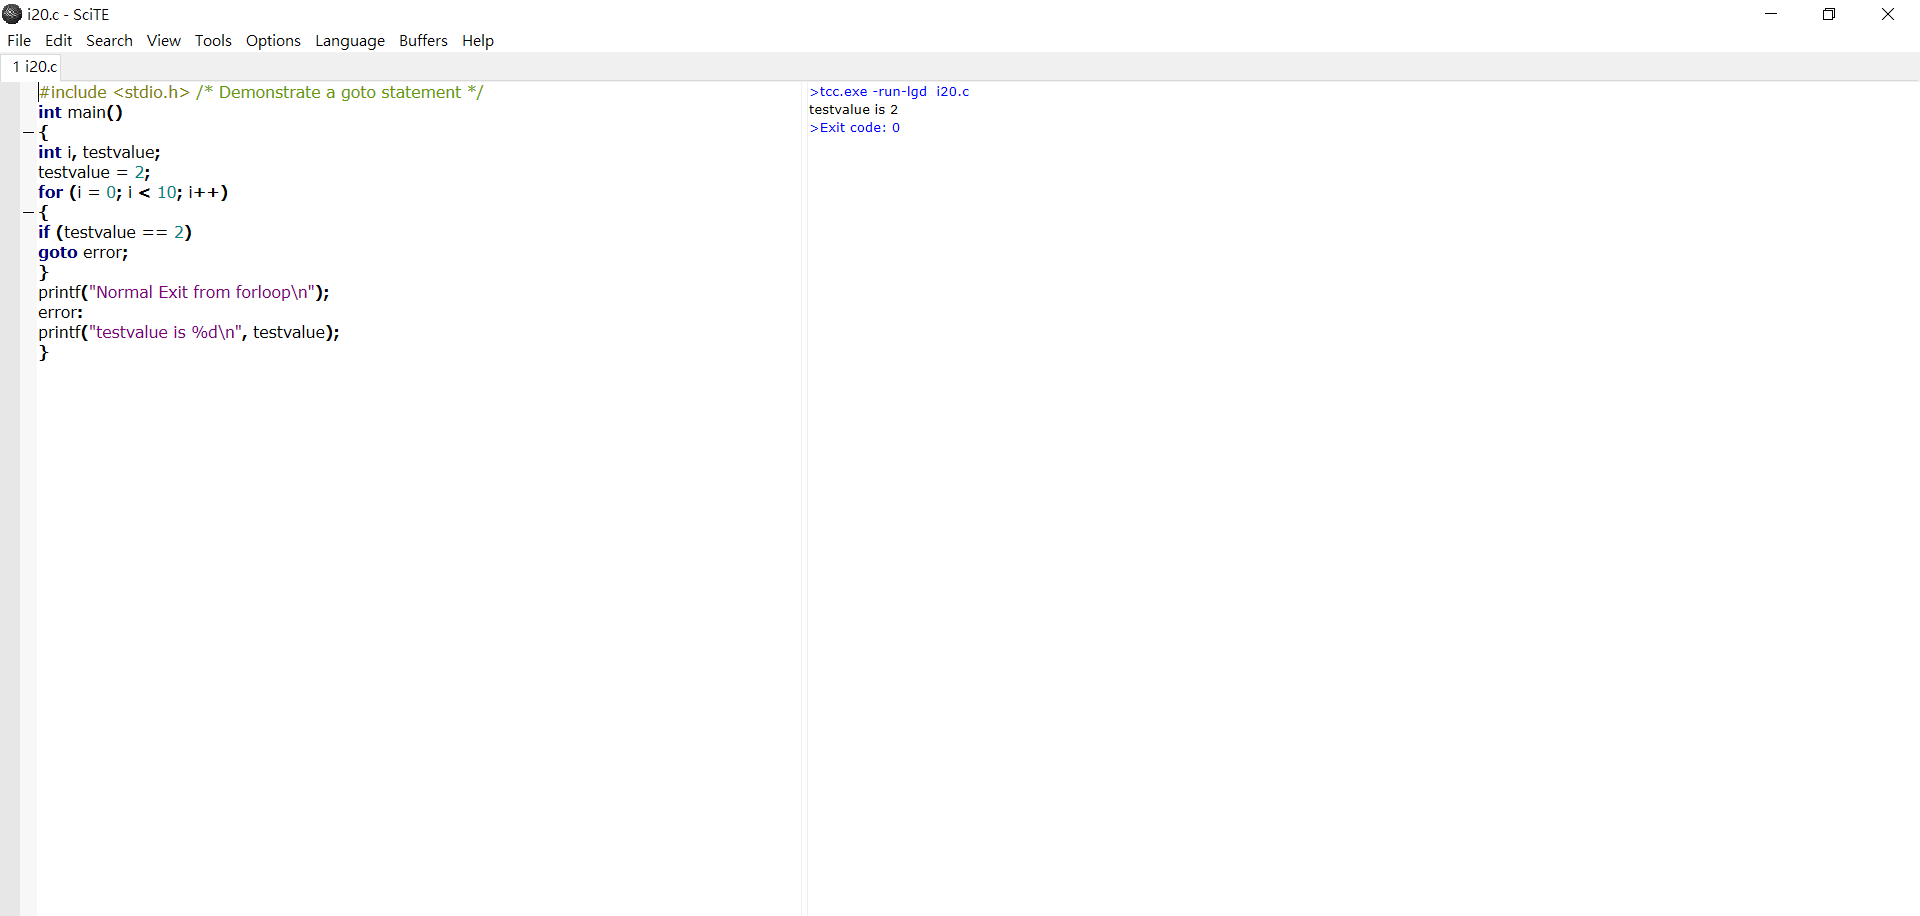 i20.c - SciTE
File Edit Search View Tools Options Language Buffers Help
1 i20.c
#include <stdio.h> /* Demonstrate a goto statement */
int main()
{
int i, testvalue;
testvalue = 2;
for (i = 0; i < 10; i++)
{
if (testvalue == 2)
goto error;
}
printf("Normal Exit from forloop\n");
error:
printf("testvalue is %d\n", testvalue);
}
>tcc.exe -run-lgd  i20.c
testvalue is 2
>Exit code: 0